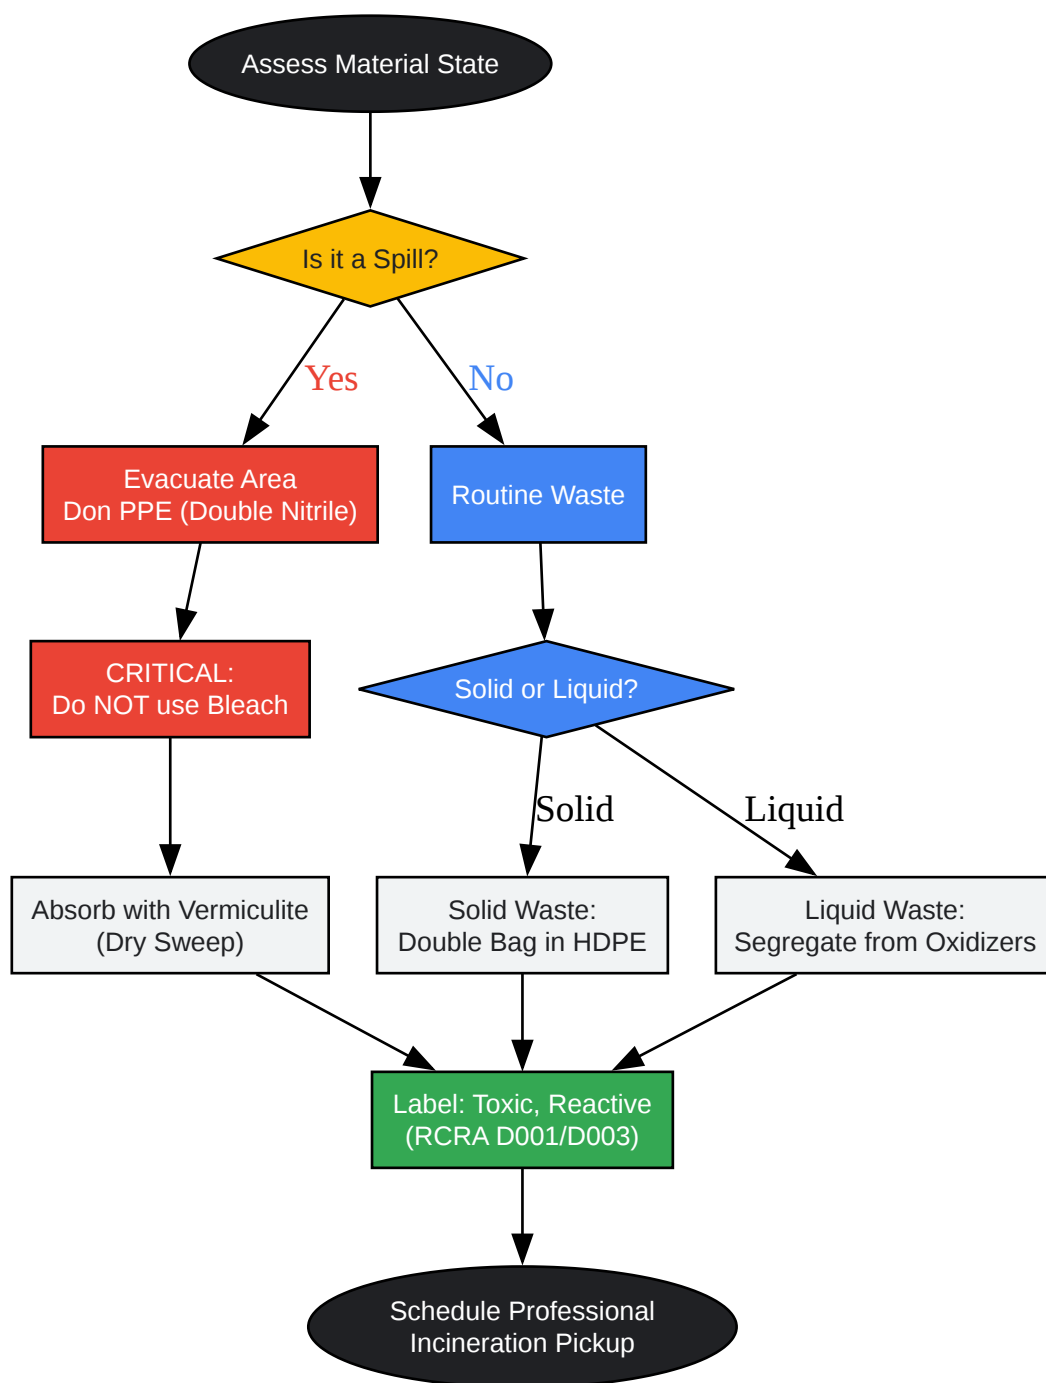 Assess Material State
Is it a Spill?
Yes
No
Evacuate Area
Don PPE (Double Nitrile)
Routine Waste
CRITICAL:
Do NOT use Bleach
Solid or Liquid?
Solid
Liquid
Absorb with Vermiculite
(Dry Sweep)
Solid Waste:
Double Bag in HDPE
Liquid Waste:
Segregate from Oxidizers
Label: Toxic, Reactive
(RCRA D001/D003)
Schedule Professional
Incineration Pickup